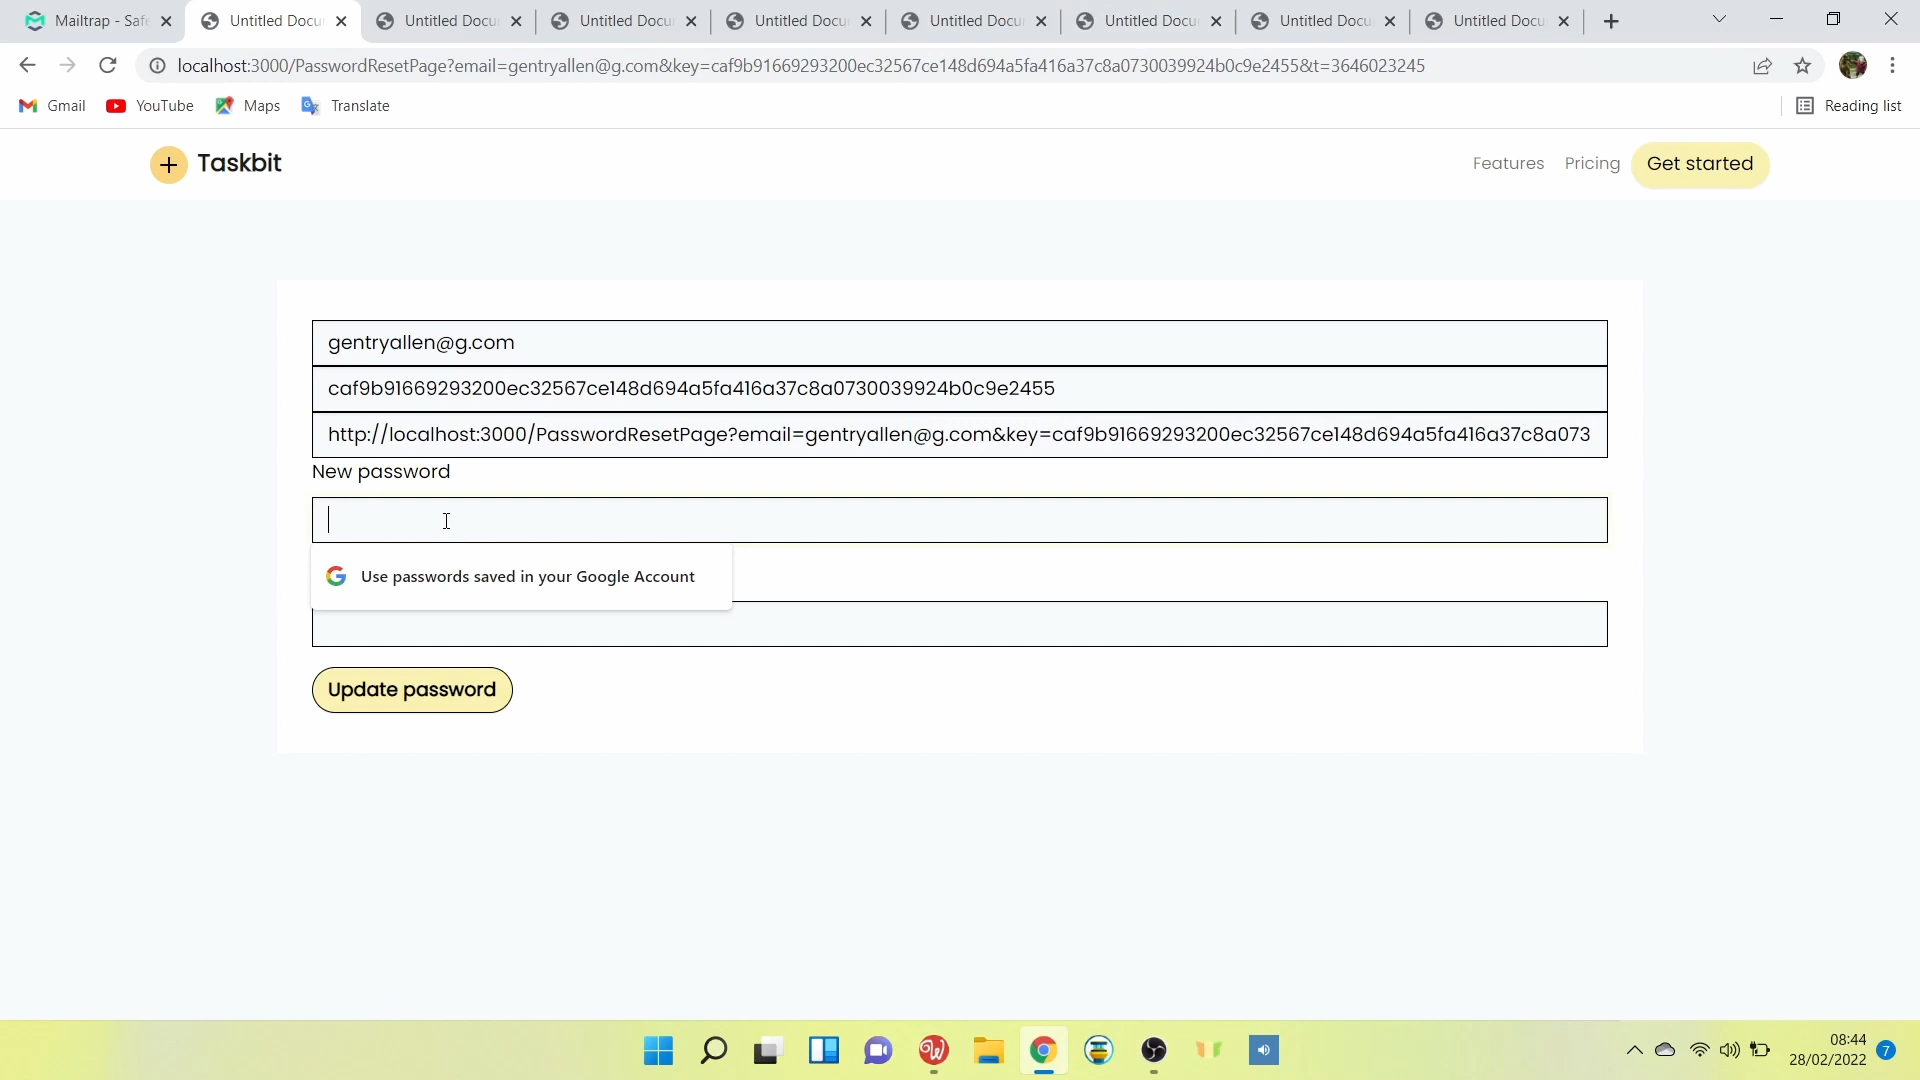 Mailtrap - Safe
Untitled Docu
Untitled Docu
Untitled Docu
Untitled Docu
Untitled Docu
Untitled Docu
Untitled Docu
Untitled Docu
localhost:3000/PasswordResetPage?email=gentryallen@g.com&key=caf9b91669293200ec32567ce148d694a5fa416a37c8a0730039924b0c9e2455&t=3646023245
Gmail
YouTube
Maps
Translate
Reading list
Taskbit
Features
Pricing
Get started
gentryallen@g.com
caf9b91669293200ec32567ce148d694a5fa416a37c8a0730039924b0c9e2455
http://localhost:3000/PasswordResetPage?email=gentryallen@g.com&key=caf9b91669293200ec32567ce148d694a5fa416a37c8a073
New password
Use passwords saved in your Google Account
Update password
08:44
28/02/2022
7